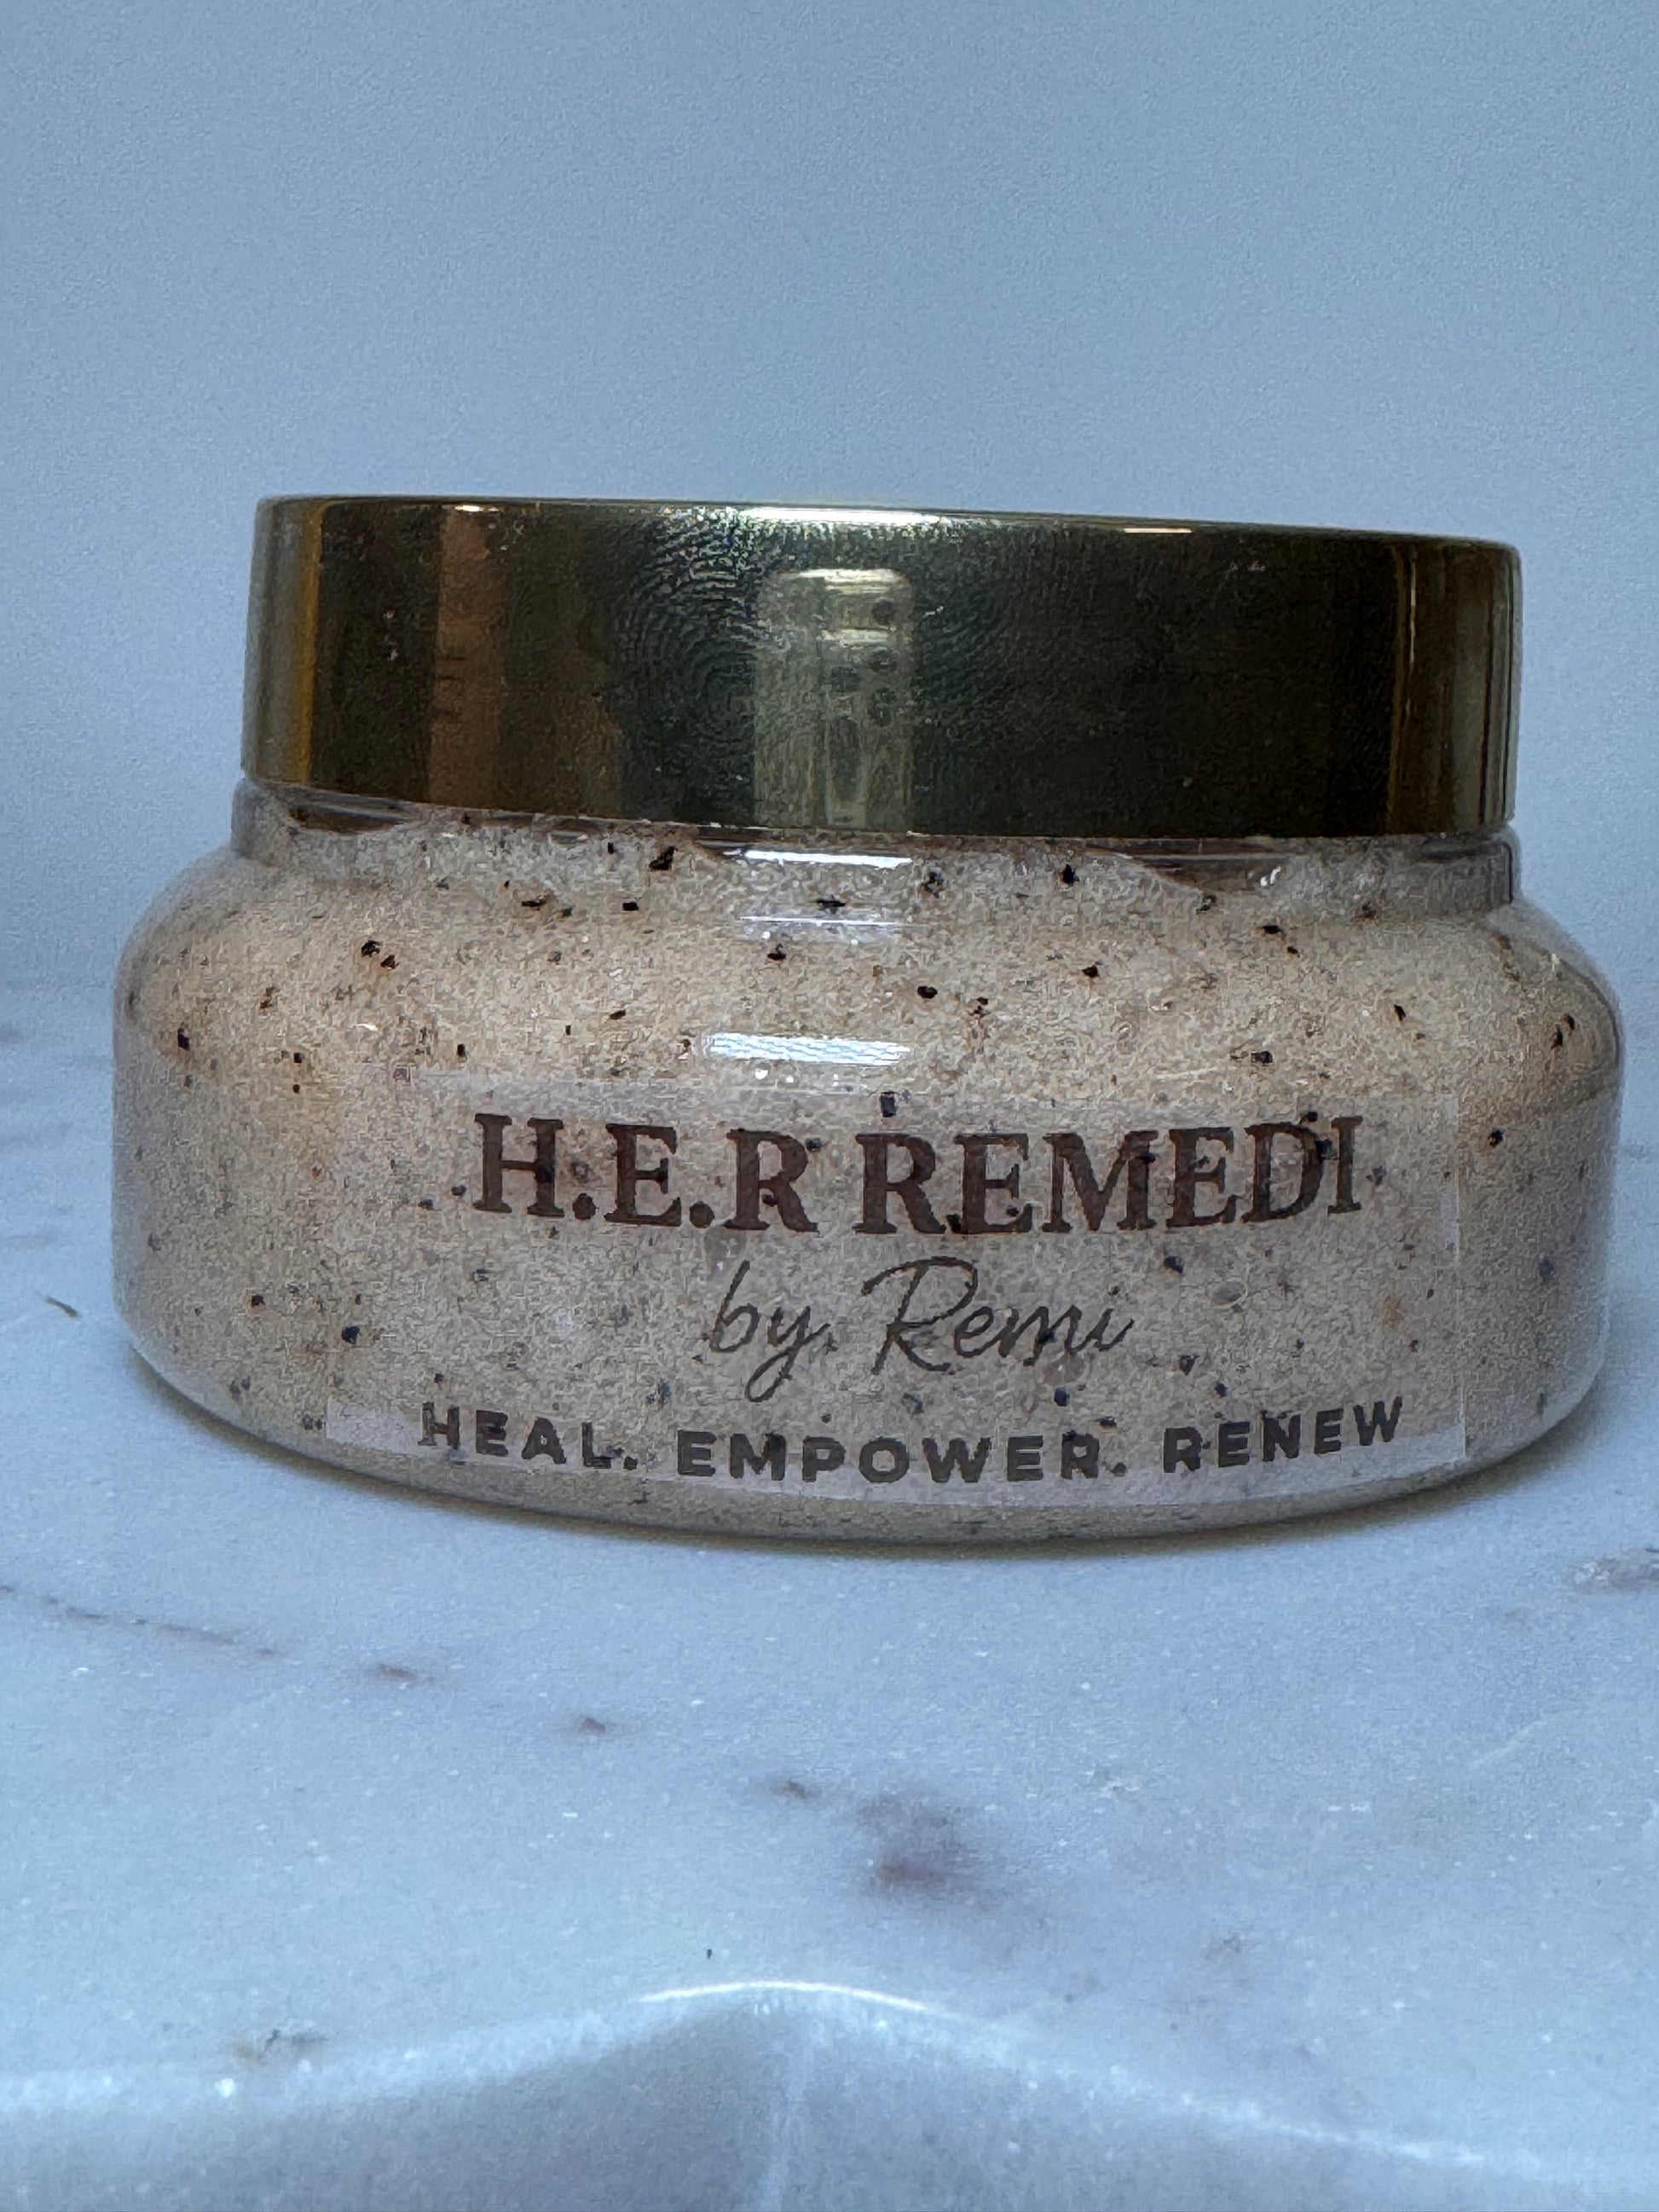 H.E.R REMEDI
by Remi
HEAL. EMPOWER. RENEW